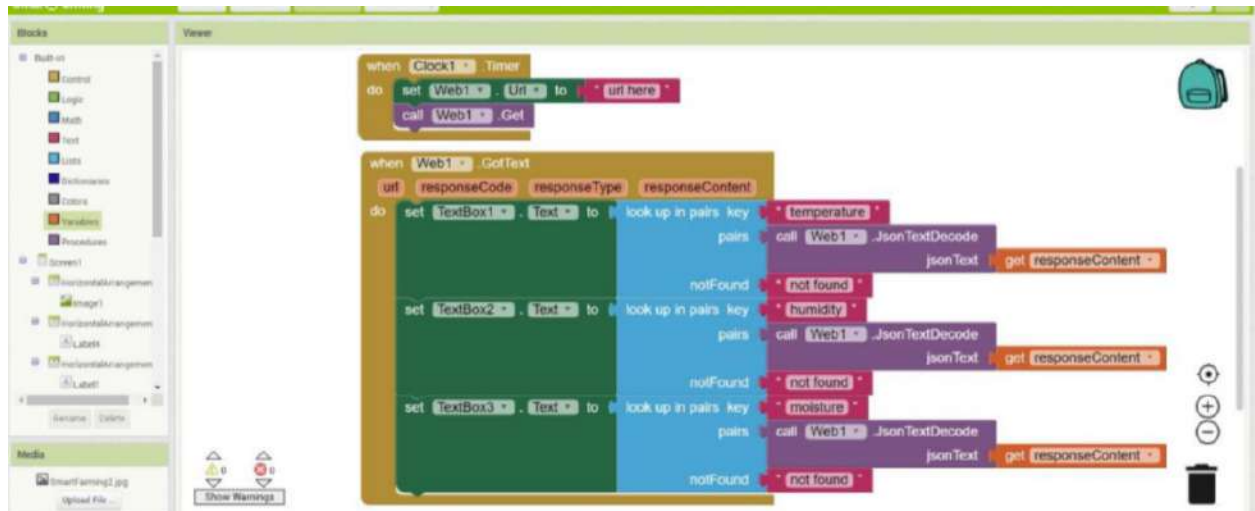 Blocks
Built-in
Control
Logic
Math
Text
Lists
Dictionaries
Colors
Variables
Procedures
Screen1
HorizontalArrangemen
Image1
HorizontalArrangemen
Label4
HorizontalArrangemen
Label1
Rename Delete
Media
SmartFarming2.jpg
Upload File ...
Viewer
when Clock1 .Timer
do set Web1 . Url to " url here "
call Web1 .Get
when Web1 .GotText
url responseCode responseType responseContent
do set TextBox1 . Text to look up in pairs key " temperature "
pairs call Web1 .JsonTextDecode
jsonText get responseContent
notFound " not found "
set TextBox2 . Text to look up in pairs key " humidity "
pairs call Web1 .JsonTextDecode
jsonText get responseContent
notFound " not found "
set TextBox3 . Text to look up in pairs key " moisture "
pairs call Web1 .JsonTextDecode
jsonText get responseContent
notFound " not found "
0 0
Show Warnings